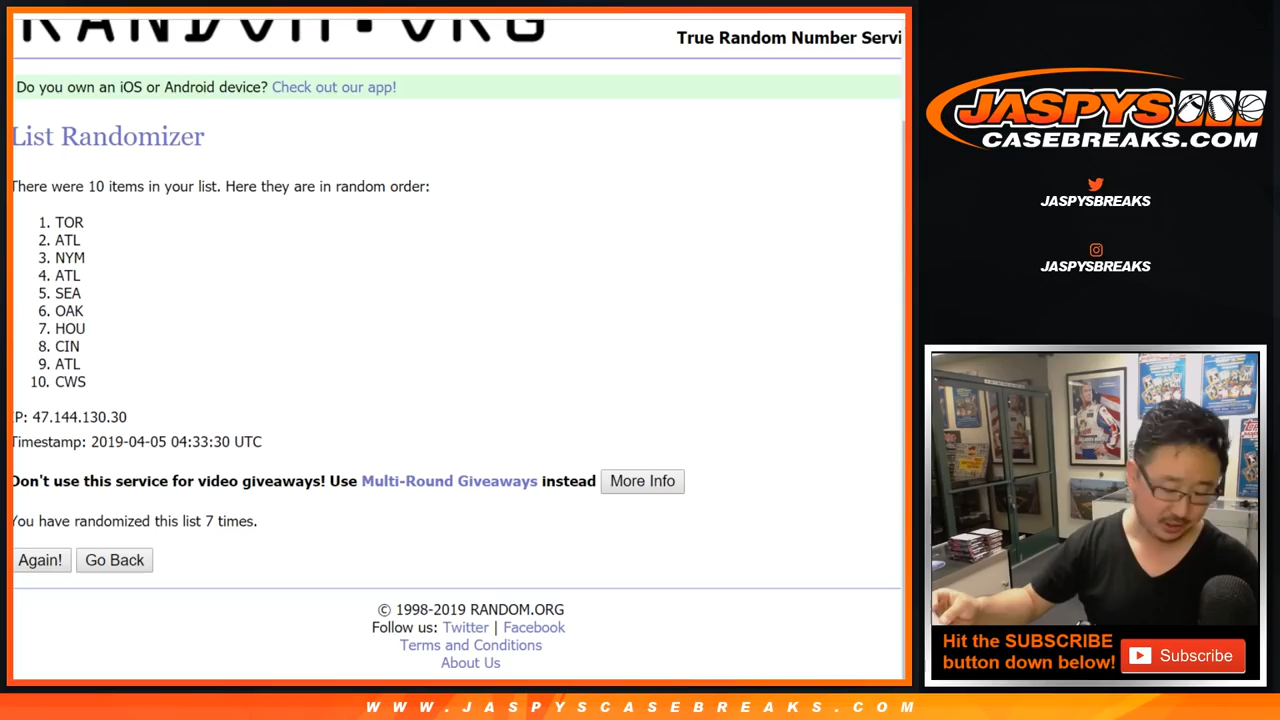 RANDOM.ORG
True Random Number Servi
Do you own an iOS or Android device? Check out our app!
List Randomizer
There were 10 items in your list. Here they are in random order:
1. TOR
2. ATL
3. NYM
4. ATL
5. SEA
6. OAK
7. HOU
8. CIN
9. ATL
10. CWS
IP: 47.144.130.30
Timestamp: 2019-04-05 04:33:30 UTC
Don't use this service for video giveaways! Use Multi-Round Giveaways instead More Info
You have randomized this list 7 times.
Again! Go Back
© 1998-2019 RANDOM.ORG
Follow us: Twitter | Facebook
Terms and Conditions
About Us
JASPYS
CASEBREAKS.COM
JASPYSBREAKS
JASPYSBREAKS
Hit the SUBSCRIBE
button down below!
Subscribe
WWW.JASPYSCASEBREAKS.COM